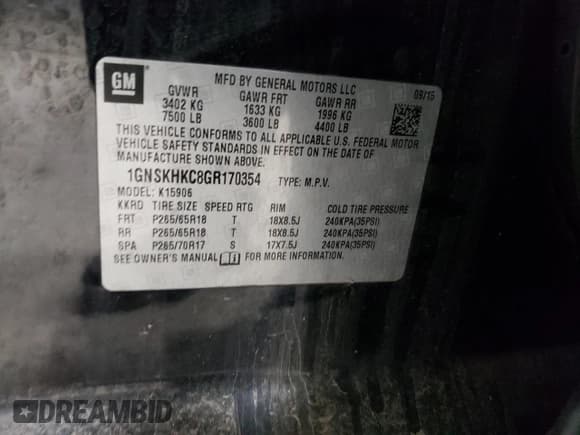 GM
MFD BY GENERAL MOTORS LLC
09/15
GVWR GAWR FRT GAWR RR
3402 KG 1633 KG 1996 KG
7500 LB 3600 LB 4400 LB
THIS VEHICLE CONFORMS TO ALL APPLICABLE U.S. FEDERAL MOTOR
VEHICLE SAFETY STANDARDS IN EFFECT ON THE DATE OF
MANUFACTURE SHOWN ABOVE.
1GNSKHKC8GR170354 TYPE: M.P.V.
MODEL: K15906
KKRD TIRE SIZE SPEED RTG RIM COLD TIRE PRESSURE
FRT P265/65R18 T 18X8.5J 240KPA(35PSI)
RR P265/65R18 T 18X8.5J 240KPA(35PSI)
SPA P265/70R17 S 17X7.5J 240KPA(35PSI)
SEE OWNER'S MANUAL FOR MORE INFORMATION.
DREAMBID